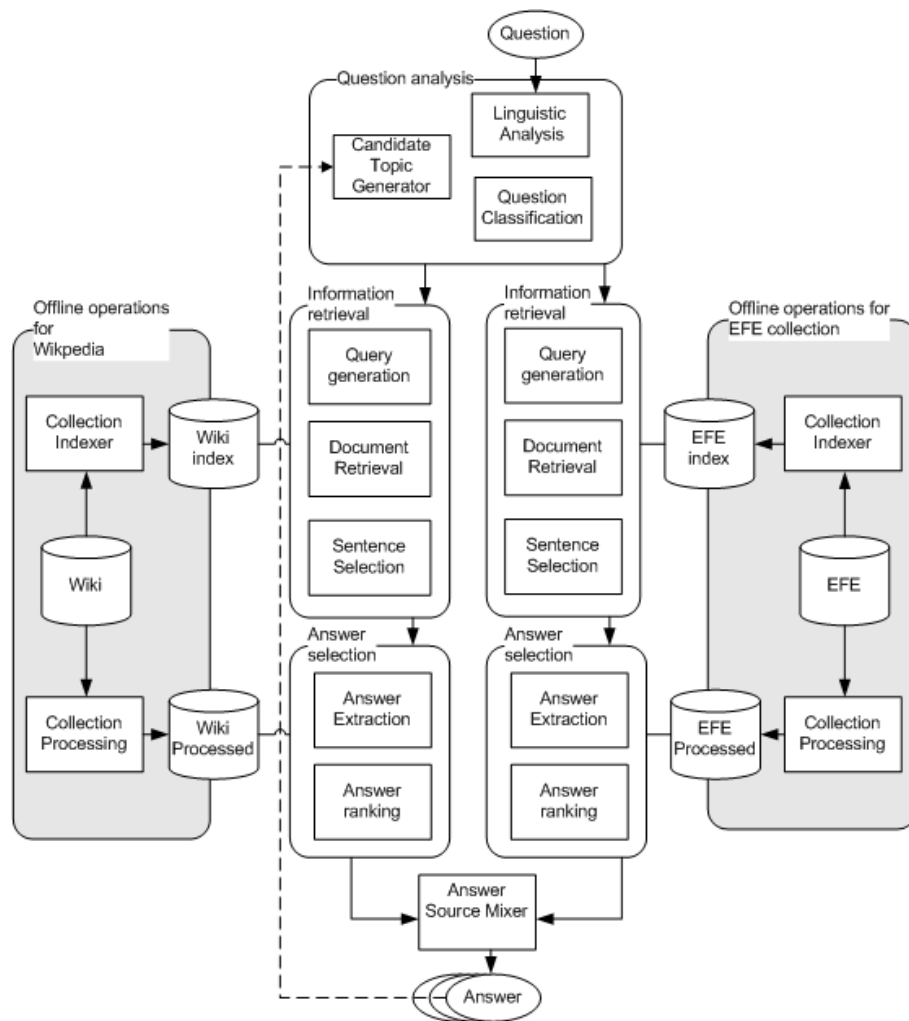 Question
Question analysis
Linguistic
Analysis
Candidate
Topic
Generator
Question
Classification
Offline operations
for
Wikpedia
Information
retrieval
Information
retrieval
Offline operations for
EFE collection
Query
generation
Query
generation
Collection
Indexer
Wiki
index
Document
Retrieval
Document
Retrieval
EFE
index
Collection
Indexer
Sentence
Selection
Sentence
Selection
Wiki
EFE
Answer
selection
Answer
selection
Collection
Processing
Wiki
Processed
Answer
Extraction
Answer
Extraction
EFE
Processed
Collection
Processing
Answer
ranking
Answer
ranking
Answer
Source Mixer
Answer